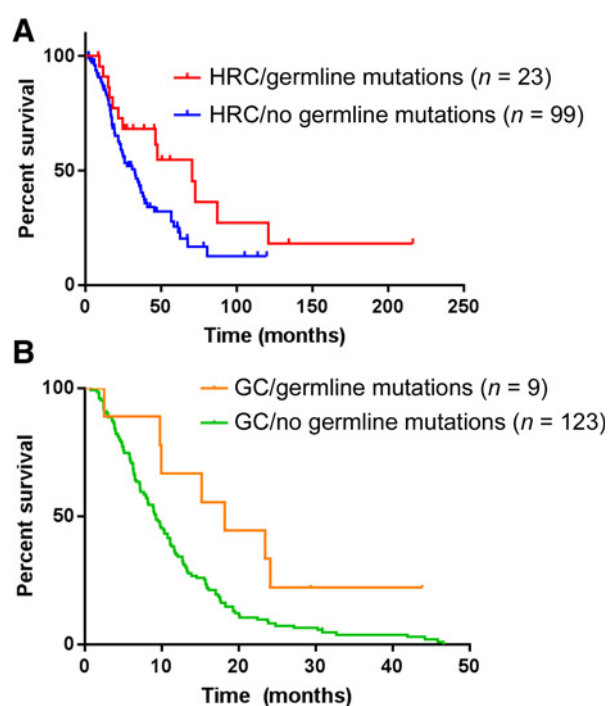 A
100
HRC/germline mutations (n = 23)
HRC/no germline mutations (n = 99)
50
Percent survival
0
0 50 100 150 200 250
Time (months)
B
100
GC/germline mutations (n = 9)
GC/no germline mutations (n = 123)
50
Percent survival
0
0 10 20 30 40 50
Time (months)